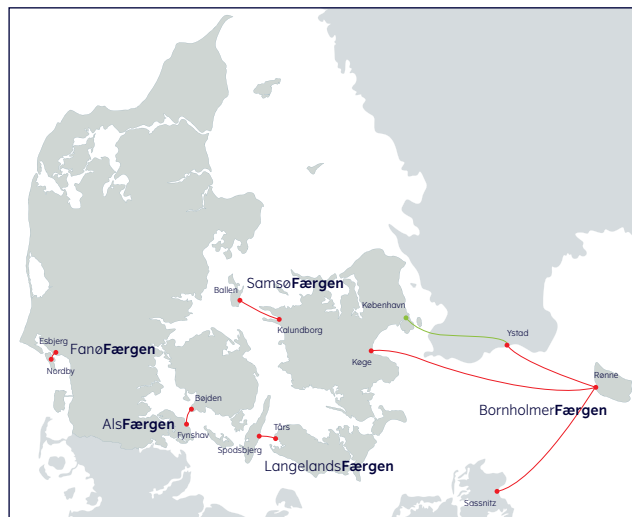 SamsøFærgen
Ballen
København
Kalundborg
Ystad
Esbjerg
FanøFærgen
Køge
Nordby
Rønne
Bøjden
BornholmerFærgen
AlsFærgen
Tårs
Fynshav
Spodsbjerg
LangelandsFærgen
Sassnitz